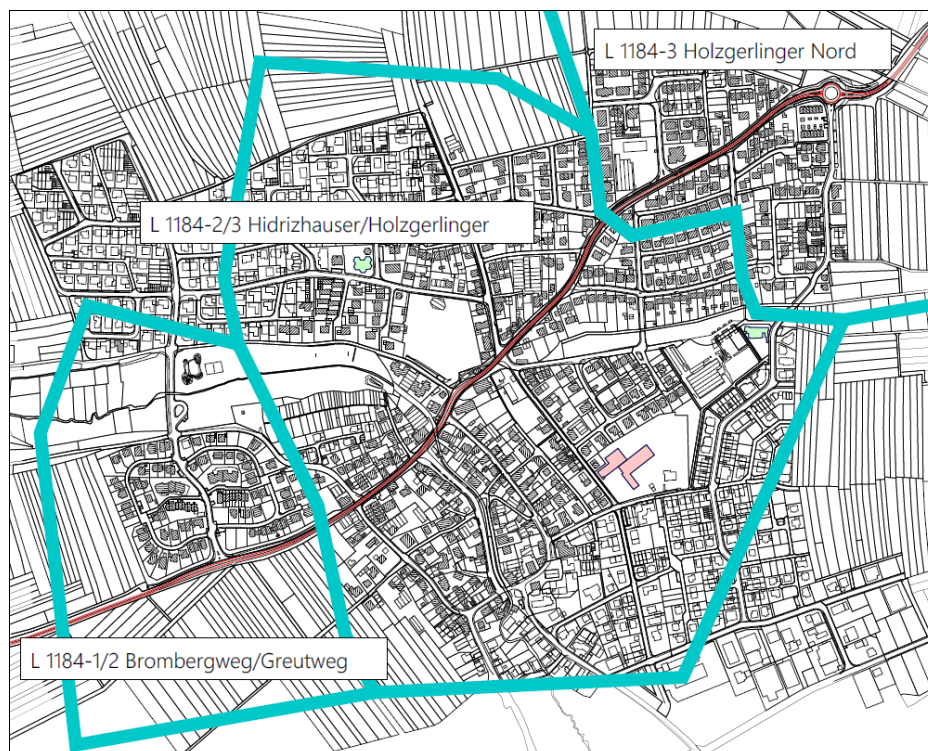 L 1184-3 Holzgerlinger Nord
L 1184-2/3 Hidrizhauser/Holzgerlinger
L 1184-1/2 Brombergweg/Greutweg